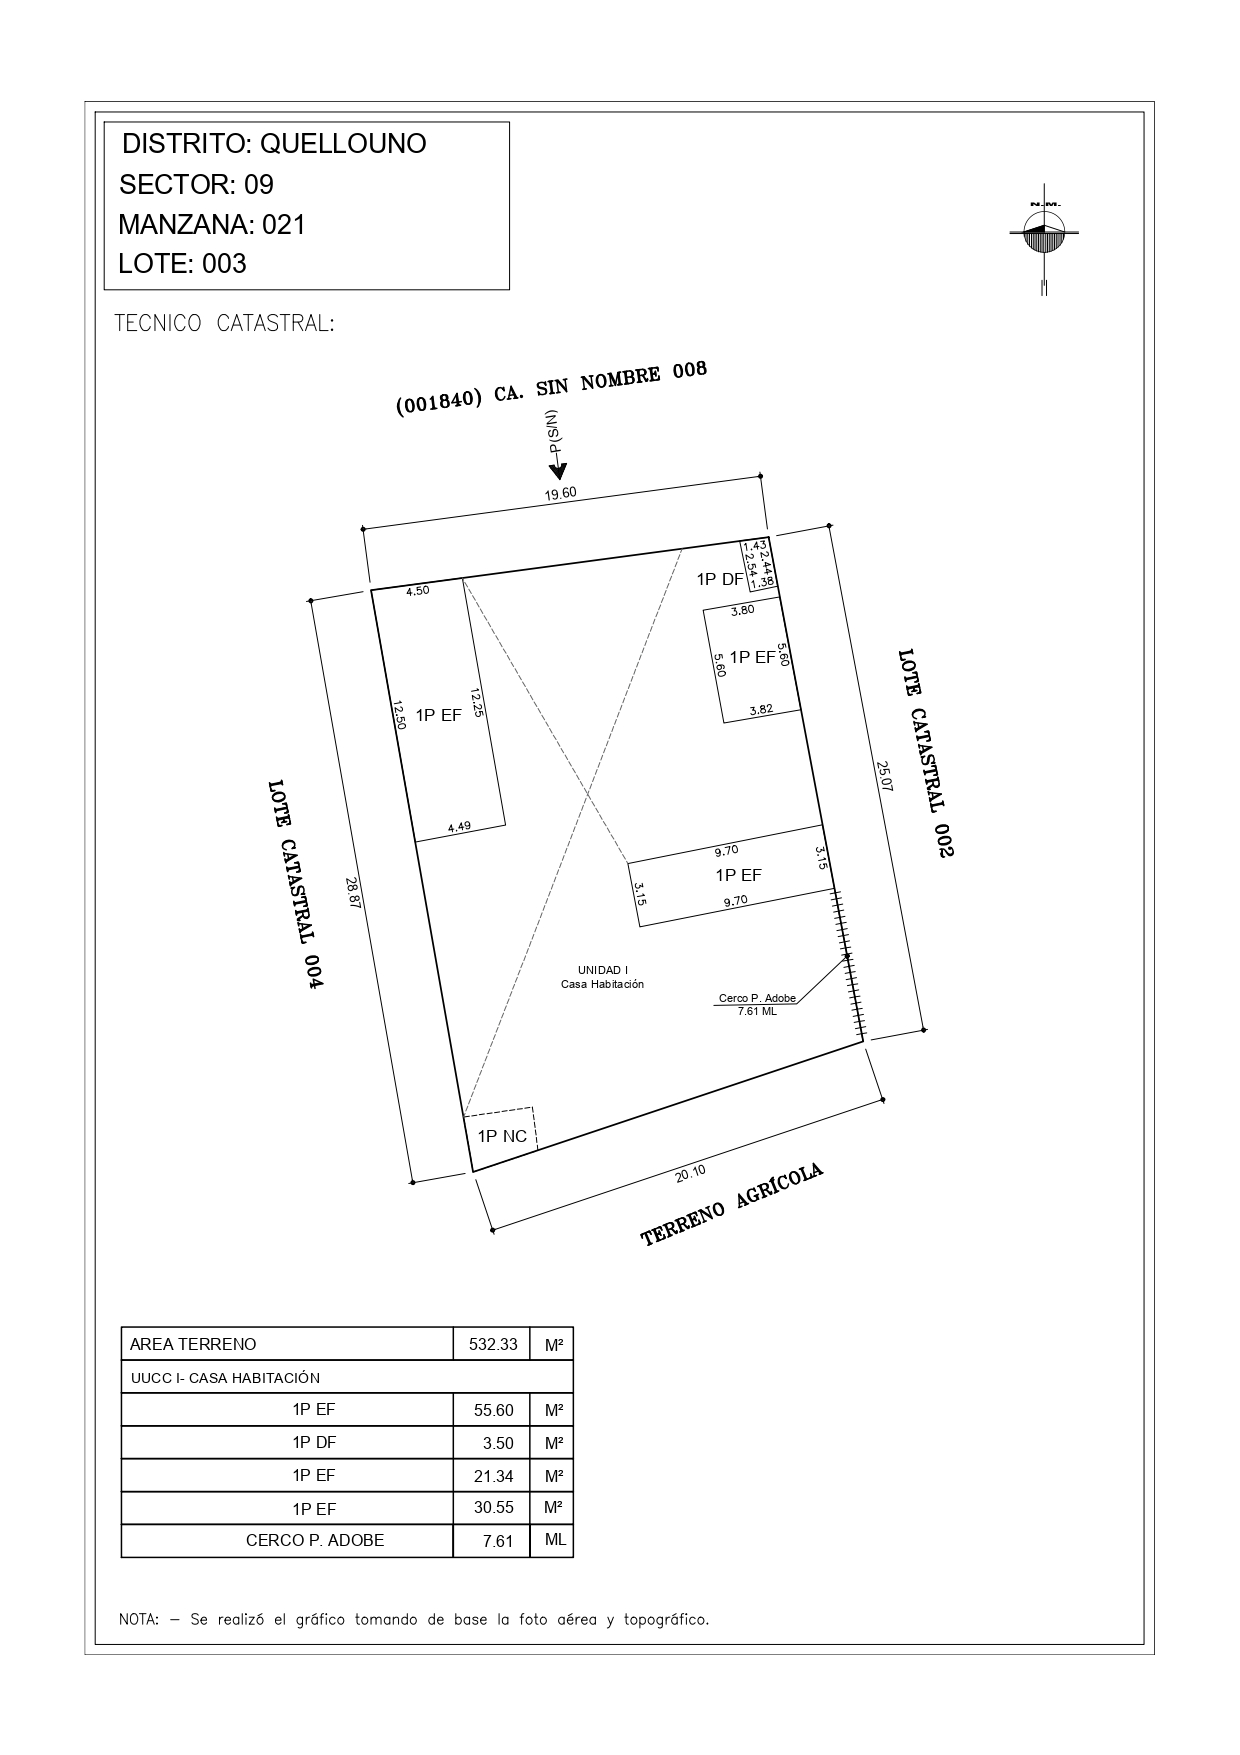 DISTRITO: QUELLOUNO
SECTOR: 09
MANZANA: 021
LOTE: 003
N.M.
TECNICO CATASTRAL:
(001840) CA. SIN NOMBRE 008
P(S/N)
19.60
1.43
2.44
2.54
1.38
1P DF
4.50
3.80
5.60
1P EF
5.60
3.82
12.50
1P EF
12.25
4.49
LOTE CATASTRAL 002
25.07
LOTE CATASTRAL 004
28.87
9.70
3.15
1P EF
3.15
9.70
UNIDAD I
Casa Habitación
Cerco P. Adobe
7.61 ML
1P NC
20.10
TERRENO AGRÍCOLA
AREA TERRENO 532.33 M²
UUCC I- CASA HABITACIÓN
1P EF 55.60 M²
1P DF 3.50 M²
1P EF 21.34 M²
1P EF 30.55 M²
CERCO P. ADOBE 7.61 ML
NOTA: - Se realizó el gráfico tomando de base la foto aérea y topográfico.